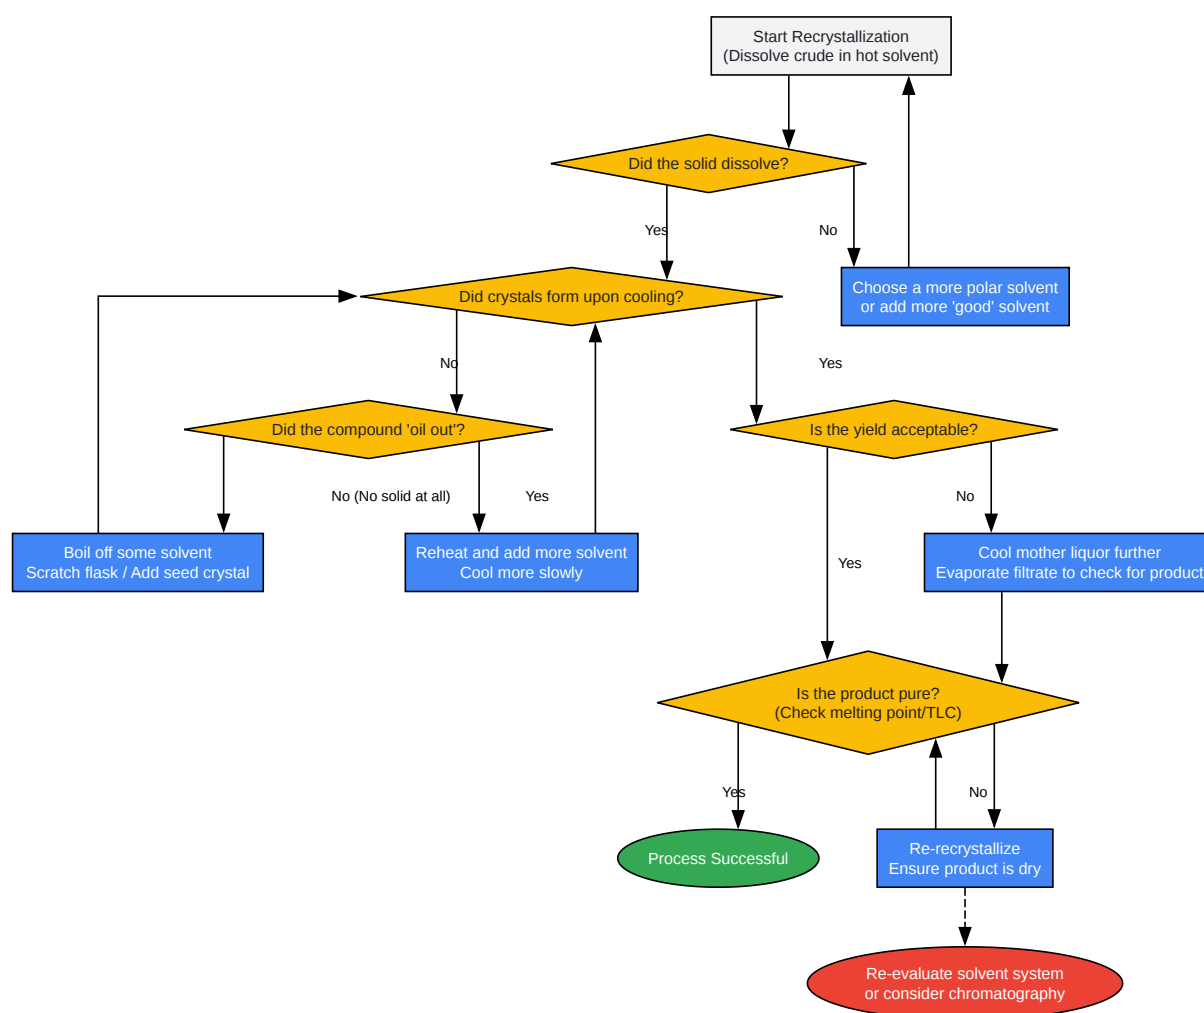 Start Recrystallization
(Dissolve crude in hot solvent)
Did the solid dissolve?
Yes
No
Did crystals form upon cooling?
Choose a more polar solvent
or add more 'good' solvent
No
Yes
Did the compound 'oil out'?
Is the yield acceptable?
No (No solid at all)
Yes
No
Boil off some solvent
Scratch flask / Add seed crystal
Reheat and add more solvent
Cool more slowly
Yes
Cool mother liquor further
Evaporate filtrate to check for product
Is the product pure?
(Check melting point/TLC)
Yes
No
Process Successful
Re-recrystallize
Ensure product is dry
Re-evaluate solvent system
or consider chromatography